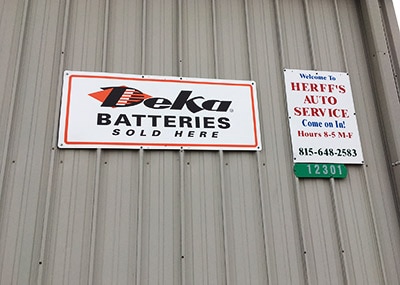 Deka
BATTERIES
SOLD HERE
Welcome To
HERFF'S
AUTO
SERVICE
Come on In!
Hours 8-5 M-F
815-648-2583
12301